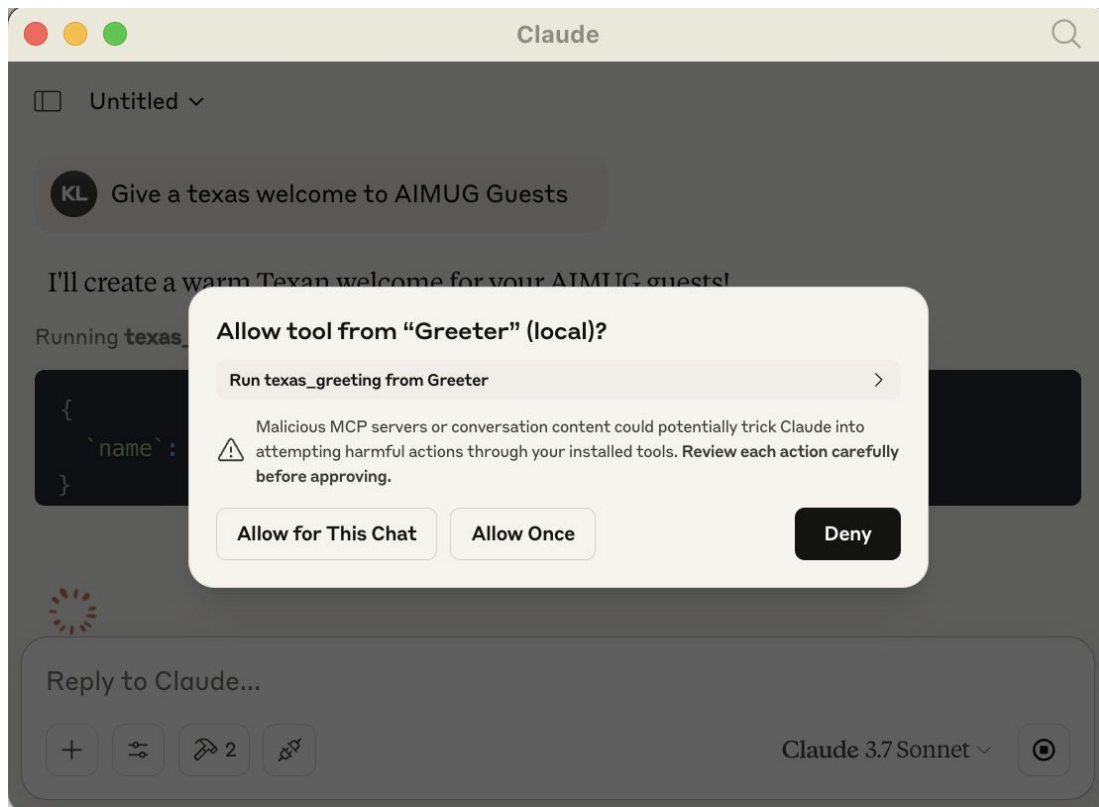 Claude
Untitled
KL Give a texas welcome to AIMUG Guests
I'll create a warm Texan welcome for your AIMUG guests!
Running texas_
{
`name`:
}
Allow tool from “Greeter” (local)?
Run texas_greeting from Greeter
Malicious MCP servers or conversation content could potentially trick Claude into
attempting harmful actions through your installed tools. Review each action carefully
before approving.
Allow for This Chat Allow Once Deny
Reply to Claude...
2 Claude 3.7 Sonnet